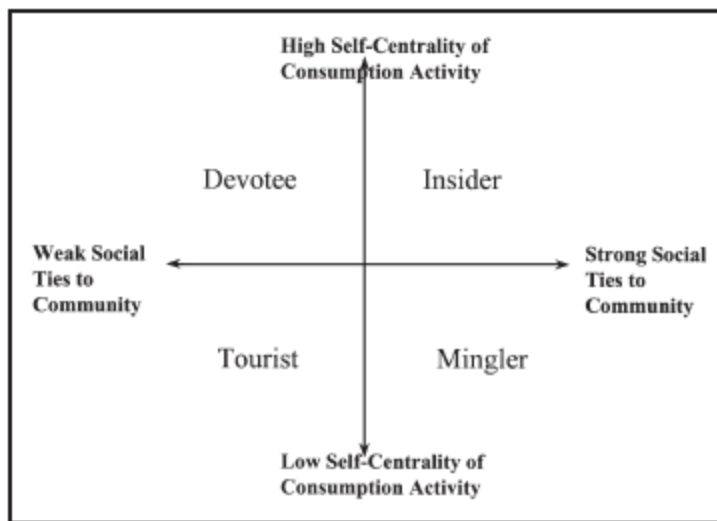 High Self-Centrality of
Consumption Activity
Devotee
Insider
Weak Social
Ties to
Community
Strong Social
Ties to
Community
Tourist
Mingler
Low Self-Centrality of
Consumption Activity